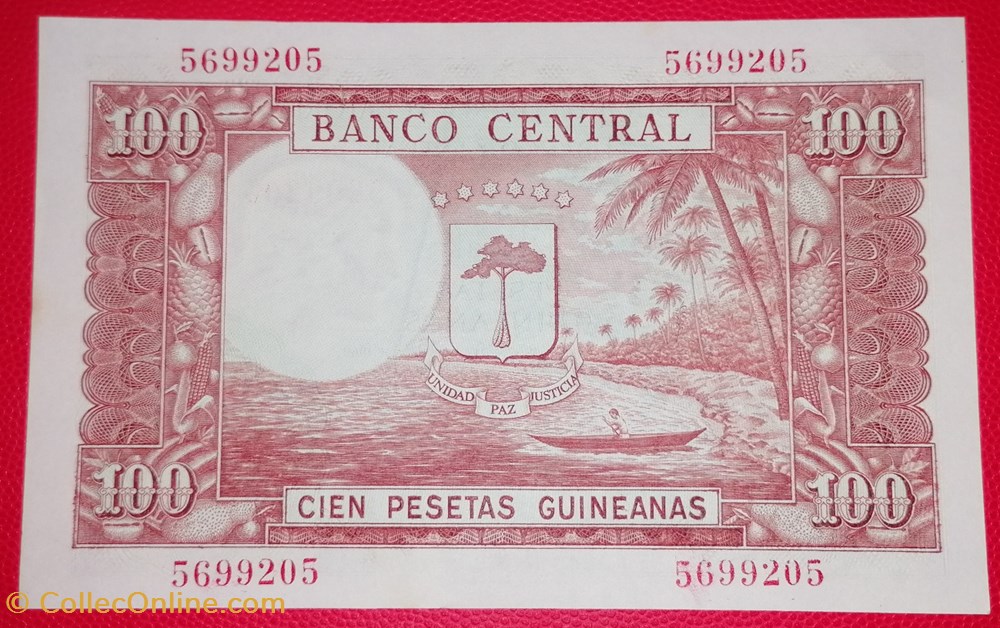 5699205 5699205
100 BANCO CENTRAL 100
UNIDAD PAZ JUSTICIA
100 CIEN PESETAS GUINEANAS 100
5699205 5699205
© CollecOnline.com